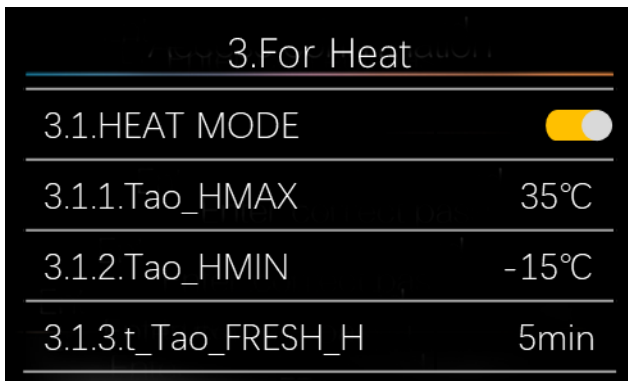 3.For Heat
3.1.HEAT MODE
3.1.1.Tao_HMAX 35℃
3.1.2.Tao_HMIN -15℃
3.1.3.t_Tao_FRESH_H 5min